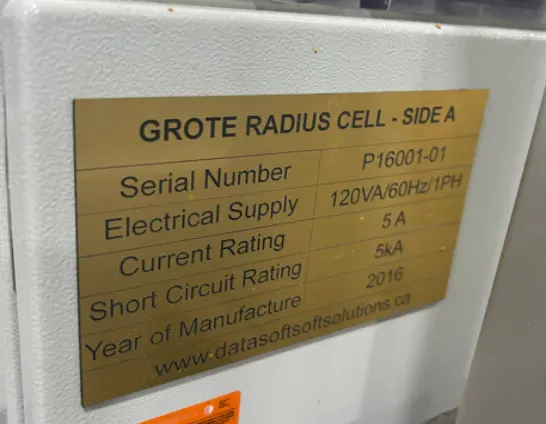 GROTE RADIUS CELL - SIDE A
Serial Number P16001-01
Electrical Supply 120VA/60Hz/1PH
Current Rating 5 A
Short Circuit Rating 5kA
Year of Manufacture 2016
www.datasoftsoftsolutions.ca